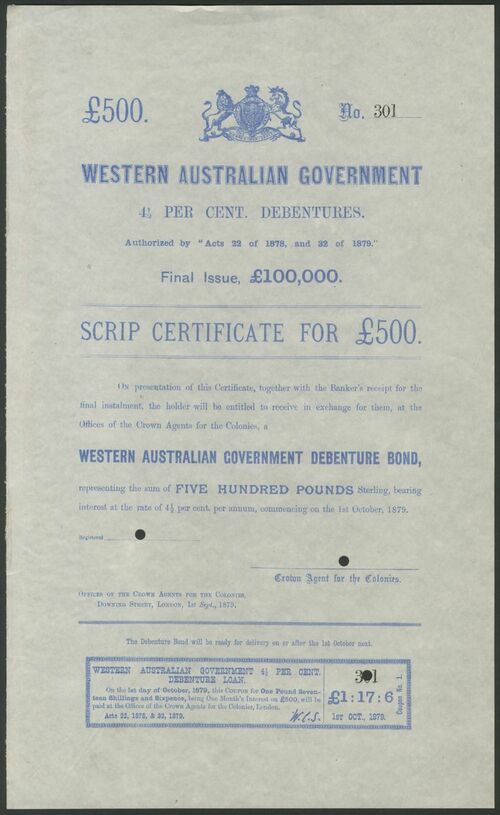 £500.
No. 301
WESTERN AUSTRALIAN GOVERNMENT
4½ PER CENT. DEBENTURES.
Authorized by "Acts 22 of 1878, and 32 of 1879."
Final Issue, £100,000.
SCRIP CERTIFICATE FOR £500.
ON presentation of this Certificate, together with the Banker's receipt for the
final instalment, the holder will be entitled to receive in exchange for them, at the
Offices of the Crown Agents for the Colonies, a
WESTERN AUSTRALIAN GOVERNMENT DEBENTURE BOND,
representing the sum of FIVE HUNDRED POUNDS Sterling, bearing
interest at the rate of 4½ per cent. per annum, commencing on the 1st October, 1879.
Registered
Crown Agent for the Colonies.
OFFICES OF THE CROWN AGENTS FOR THE COLONIES,
DOWNING STREET, LONDON, 1st Sept., 1879.
The Debenture Bond will be ready for delivery on or after the 1st October next.
WESTERN AUSTRALIAN GOVERNMENT 4½ PER CENT.
DEBENTURE LOAN.
On the 1st day of October, 1879, this COUPON for One Pound Seven-
teen Shillings and Sixpence, being One Month's Interest on £500, will be
paid at the Offices of the Crown Agents for the Colonies, London.
Acts 22, 1878, & 32, 1879.
W.C.S.
301
£1:17:6
1ST OCT., 1879.
Coupon No. 1.